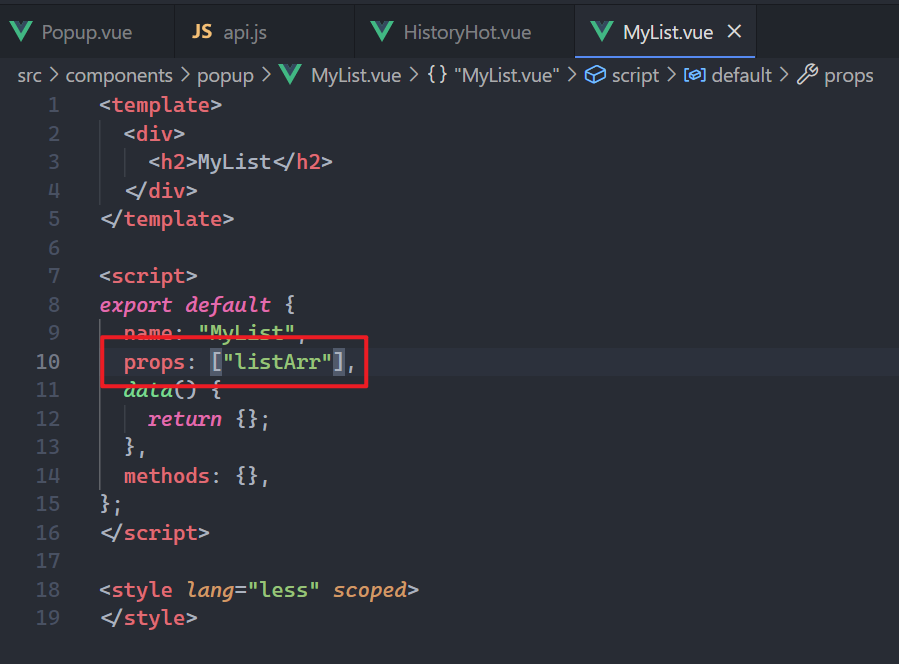 Popup.vue JS api.js HistoryHot.vue MyList.vue
src > components > popup > MyList.vue > {} "MyList.vue" > script > default > props
1 <template>
2 <div>
3 <h2>MyList</h2>
4 </div>
5 </template>
6
7 <script>
8 export default {
9 name: "MyList",
10 props: ["listArr"],
11 data() {
12 return {};
13 },
14 methods: {},
15 };
16 </script>
17
18 <style lang="less" scoped>
19 </style>